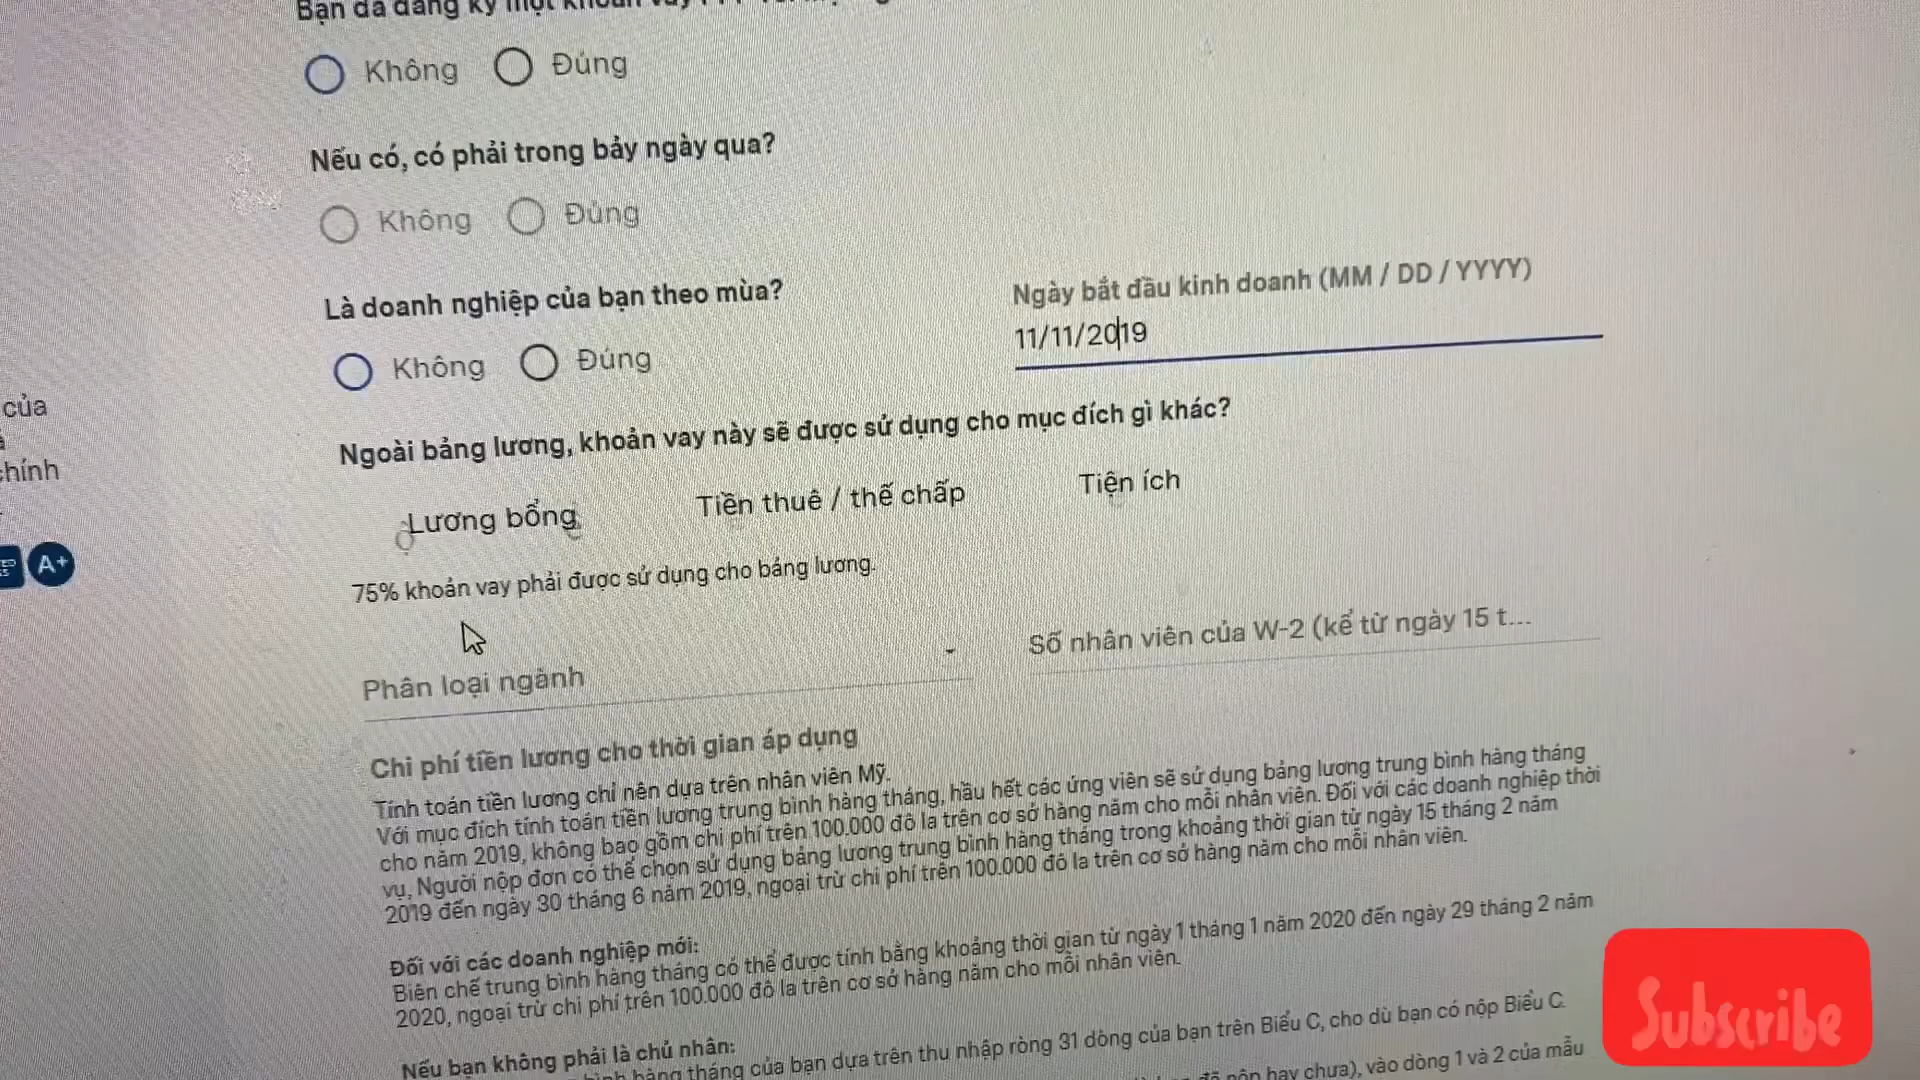 Bạn đã đăng ký một khoản vay
Không Đúng
Nếu có, có phải trong bảy ngày qua?
Không Đúng
Là doanh nghiệp của bạn theo mùa?
Ngày bắt đầu kinh doanh (MM / DD / YYYY)
11/11/2019
Không Đúng
của
Ngoài bảng lương, khoản vay này sẽ được sử dụng cho mục đích gì khác?
hính
Lương bổng Tiền thuê / thế chấp Tiện ích
A+
75% khoản vay phải được sử dụng cho bảng lương.
Phân loại ngành
Số nhân viên của W-2 (kể từ ngày 15 t...
Chi phí tiền lương cho thời gian áp dụng
Tính toán tiền lương chỉ nên dựa trên nhân viên Mỹ.
Với mục đích tính toán tiền lương trung bình hàng tháng, hầu hết các ứng viên sẽ sử dụng bảng lương trung bình hàng tháng
cho năm 2019, không bao gồm chi phí trên 100.000 đô la trên cơ sở hàng năm cho mỗi nhân viên. Đối với các doanh nghiệp thời
vụ, Người nộp đơn có thể chọn sử dụng bảng lương trung bình hàng tháng trong khoảng thời gian từ ngày 15 tháng 2 năm
2019 đến ngày 30 tháng 6 năm 2019, ngoại trừ chi phí trên 100.000 đô la trên cơ sở hàng năm cho mỗi nhân viên.
Đối với các doanh nghiệp mới:
Biên chế trung bình hàng tháng có thể được tính bằng khoảng thời gian từ ngày 1 tháng 1 năm 2020 đến ngày 29 tháng 2 năm
2020, ngoại trừ chi phí trên 100.000 đô la trên cơ sở hàng năm cho mỗi nhân viên.
Nếu bạn không phải là chủ nhân:
hàng tháng của bạn dựa trên thu nhập ròng 31 dòng của bạn trên Biểu C, cho dù bạn có nộp Biểu C.
hay chưa), vào dòng 1 và 2 của mẫu
Subscribe